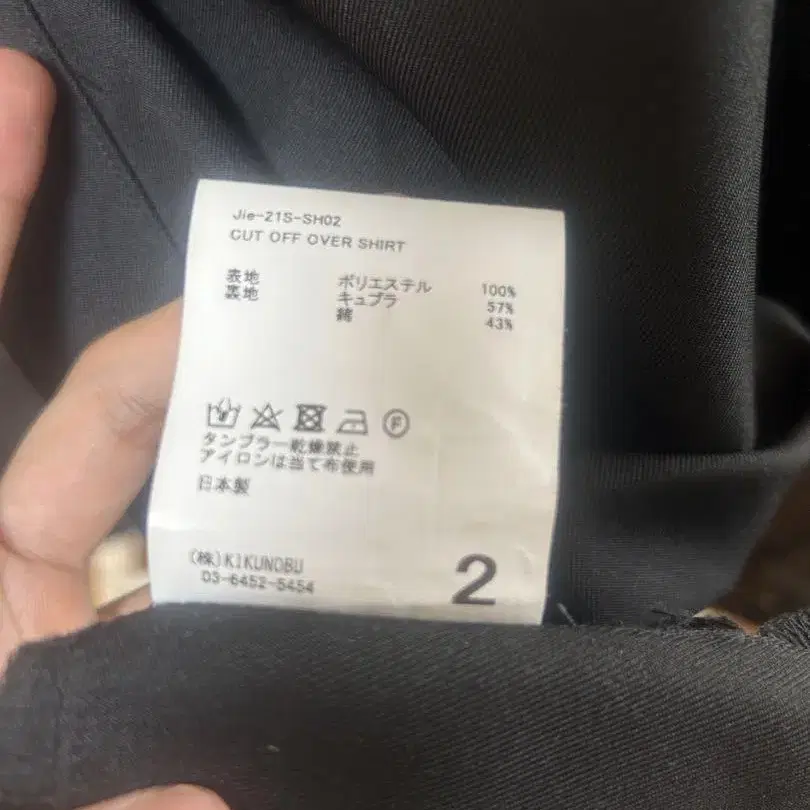 Jie-21S-SH02
CUT OFF OVER SHIRT
表地 ポリエステル 100%
裏地 キュプラ 57%
綿 43%
F
タンブラー乾燥禁止
アイロンは当て布使用
日本製
(株)KIKUNOBU
03-6452-5454
2